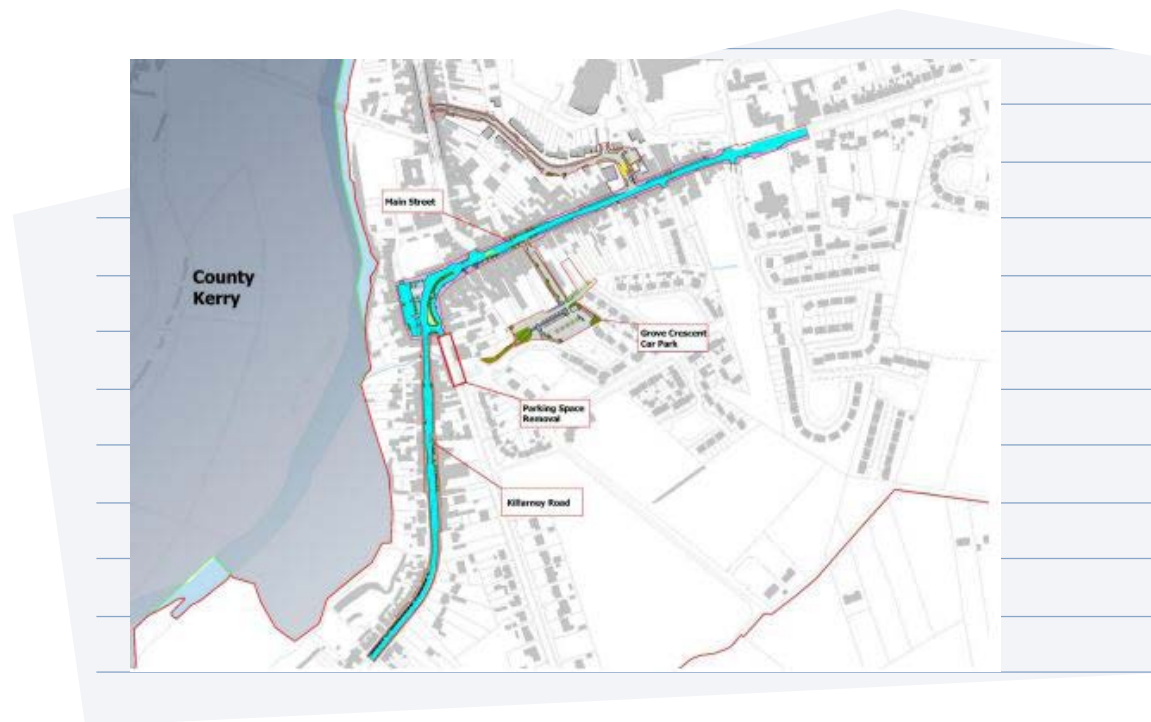 Main Street
County
Kerry
Grove Crescent
Car Park
Parking Space
Removal
Killarney Road